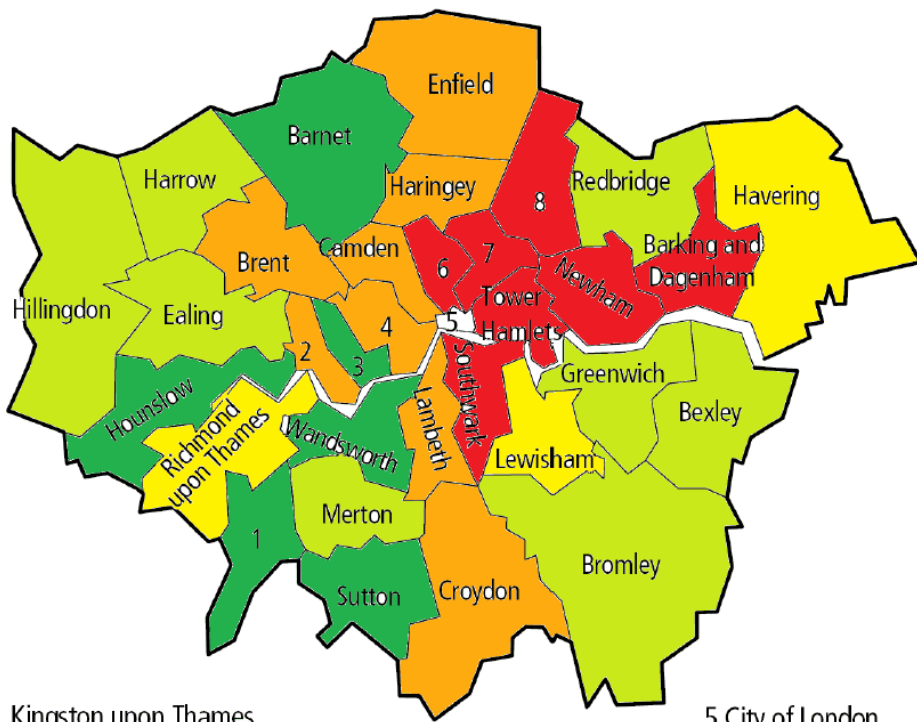 Enfield
Barnet
Harrow
Haringey
8
Redbridge
Havering
Brent
Camden
6
7
Barking and
Dagenham
Newham
Hillingdon
Ealing
Tower
Hamlets
2
3
4
5
Southwark
Greenwich
Hounslow
Richmond
upon Thames
Wandsworth
Lambeth
Lewisham
Bexley
1
Merton
Sutton
Croydon
Bromley
Kingston upon Thames
5 City of London